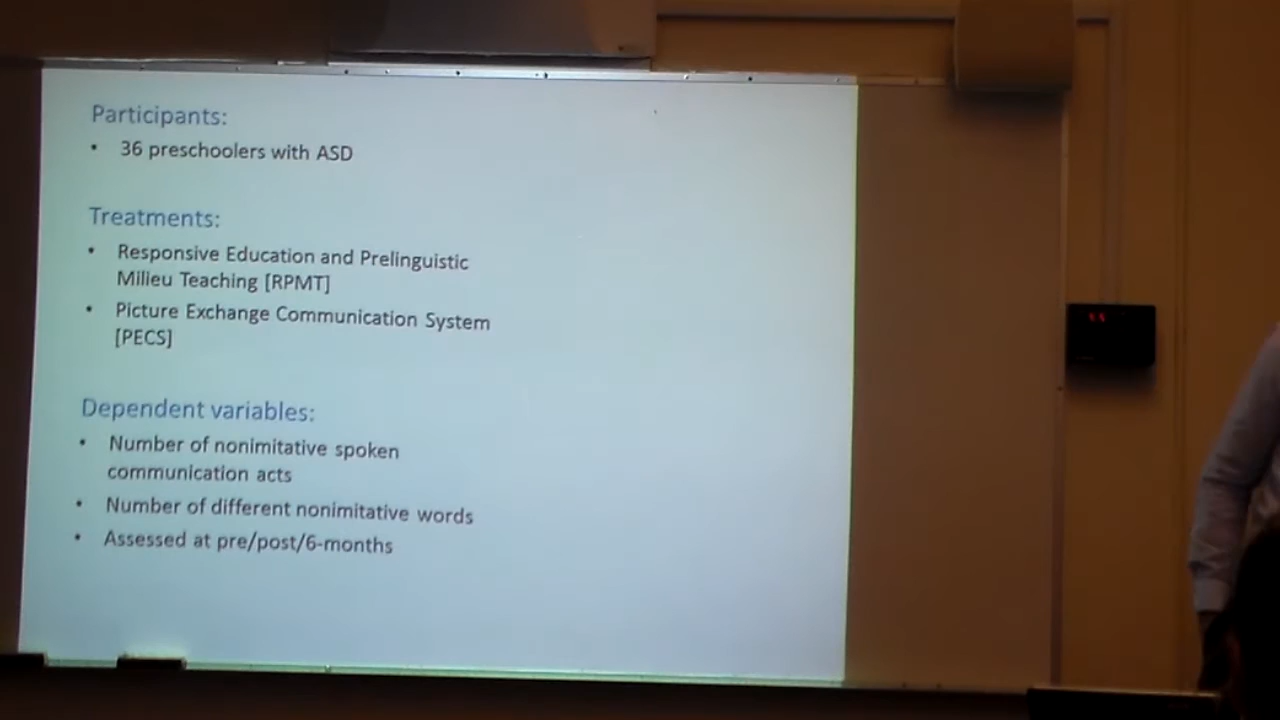 Participants:
• 36 preschoolers with ASD
Treatments:
• Responsive Education and Prelinguistic
Milieu Teaching [RPMT]
• Picture Exchange Communication System
[PECS]
Dependent variables:
• Number of nonimitative spoken
communication acts
• Number of different nonimitative words
• Assessed at pre/post/6-months